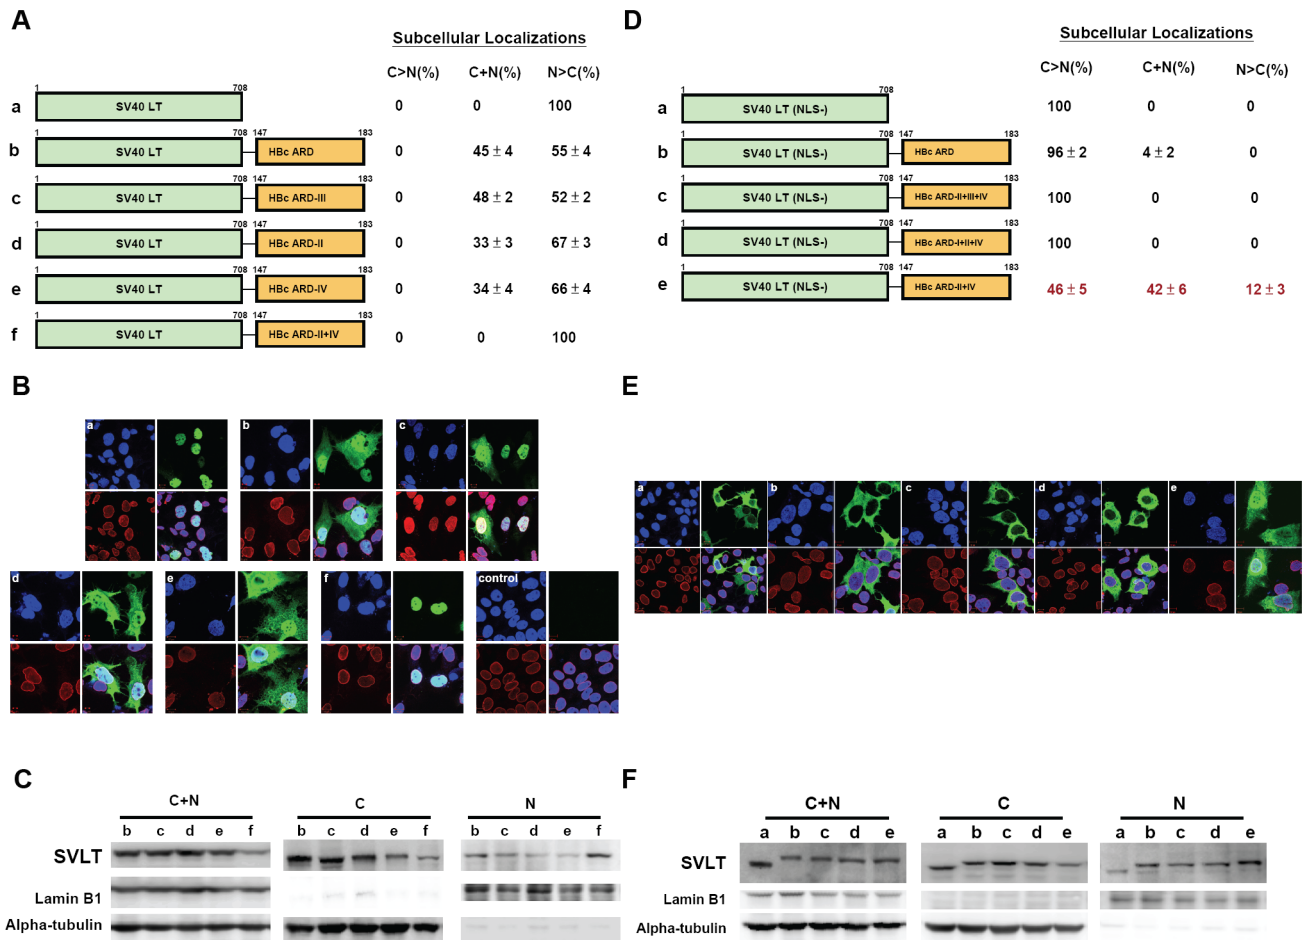 A
Subcellular Localizations
C>N(%) C+N(%) N>C(%)
1 708
a SV40 LT 0 0 100
1 708 147 183
b SV40 LT HBc ARD 0 45 ± 4 55 ± 4
1 708 147 183
c SV40 LT HBc ARD-III 0 48 ± 2 52 ± 2
1 708 147 183
d SV40 LT HBc ARD-II 0 33 ± 3 67 ± 3
1 708 147 183
e SV40 LT HBc ARD-IV 0 34 ± 4 66 ± 4
1 708 147 183
f SV40 LT HBc ARD-II+IV 0 0 100
D
Subcellular Localizations
C>N(%) C+N(%) N>C(%)
1 708
a SV40 LT (NLS-) 100 0 0
1 708 147 183
b SV40 LT (NLS-) HBc ARD 96 ± 2 4 ± 2 0
1 708 147 183
c SV40 LT (NLS-) HBc ARD-II+III+IV 100 0 0
1 708 147 183
d SV40 LT (NLS-) HBc ARD-I+II+IV 100 0 0
1 708 147 183
e SV40 LT (NLS-) HBc ARD-II+IV 46 ± 5 42 ± 6 12 ± 3
B
a b c
d e f control
E
a b c d e
C
C+N C N
b c d e f b c d e f b c d e f
SVLT
Lamin B1
Alpha-tubulin
F
C+N C N
a b c d e a b c d e a b c d e
SVLT
Lamin B1
Alpha-tubulin